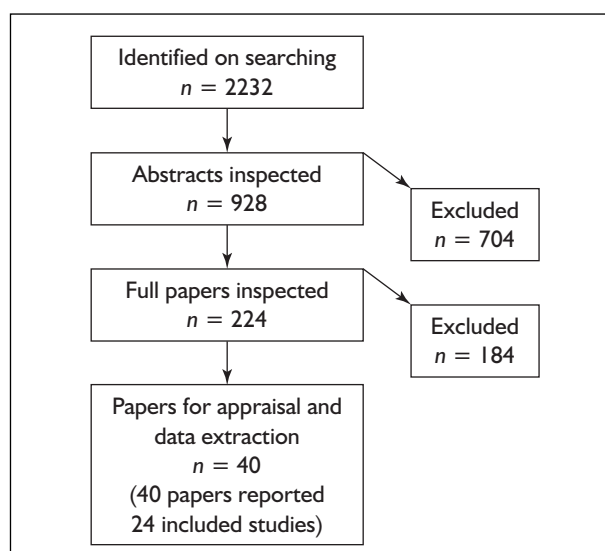 Identified on searching
n = 2232
Abstracts inspected
n = 928
Excluded
n = 704
Full papers inspected
n = 224
Excluded
n = 184
Papers for appraisal and
data extraction
n = 40
(40 papers reported
24 included studies)